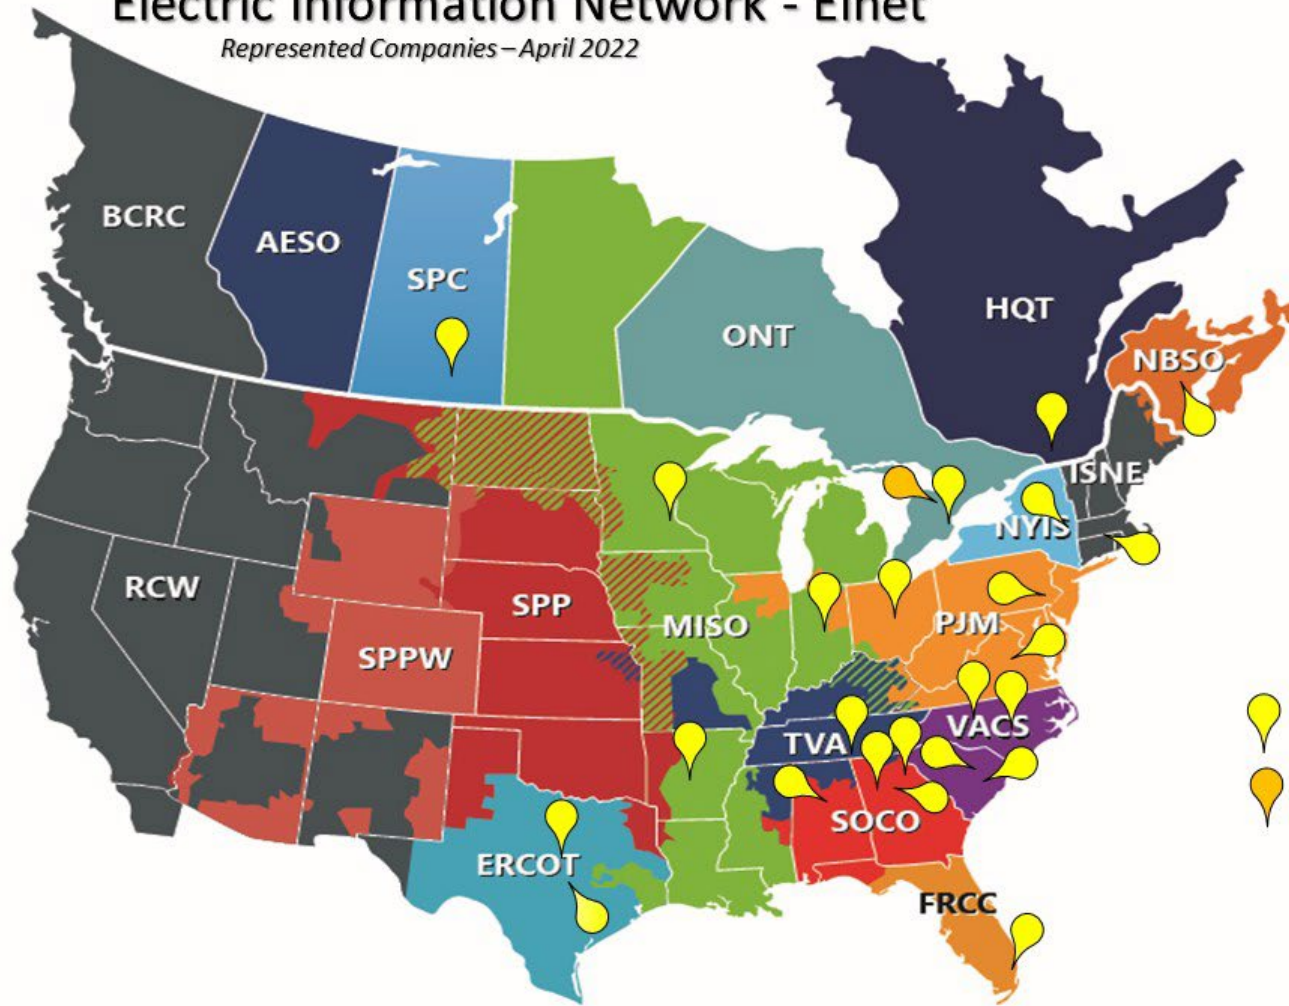 Electric Information Network - EInet
Represented Companies – April 2022
BCRC
AESO
SPC
ONT
HQT
NBSO
ISNE
NYIS
RCW
SPP
MISO
PJM
SPPW
VACS
TVA
SOCO
ERCOT
FRCC